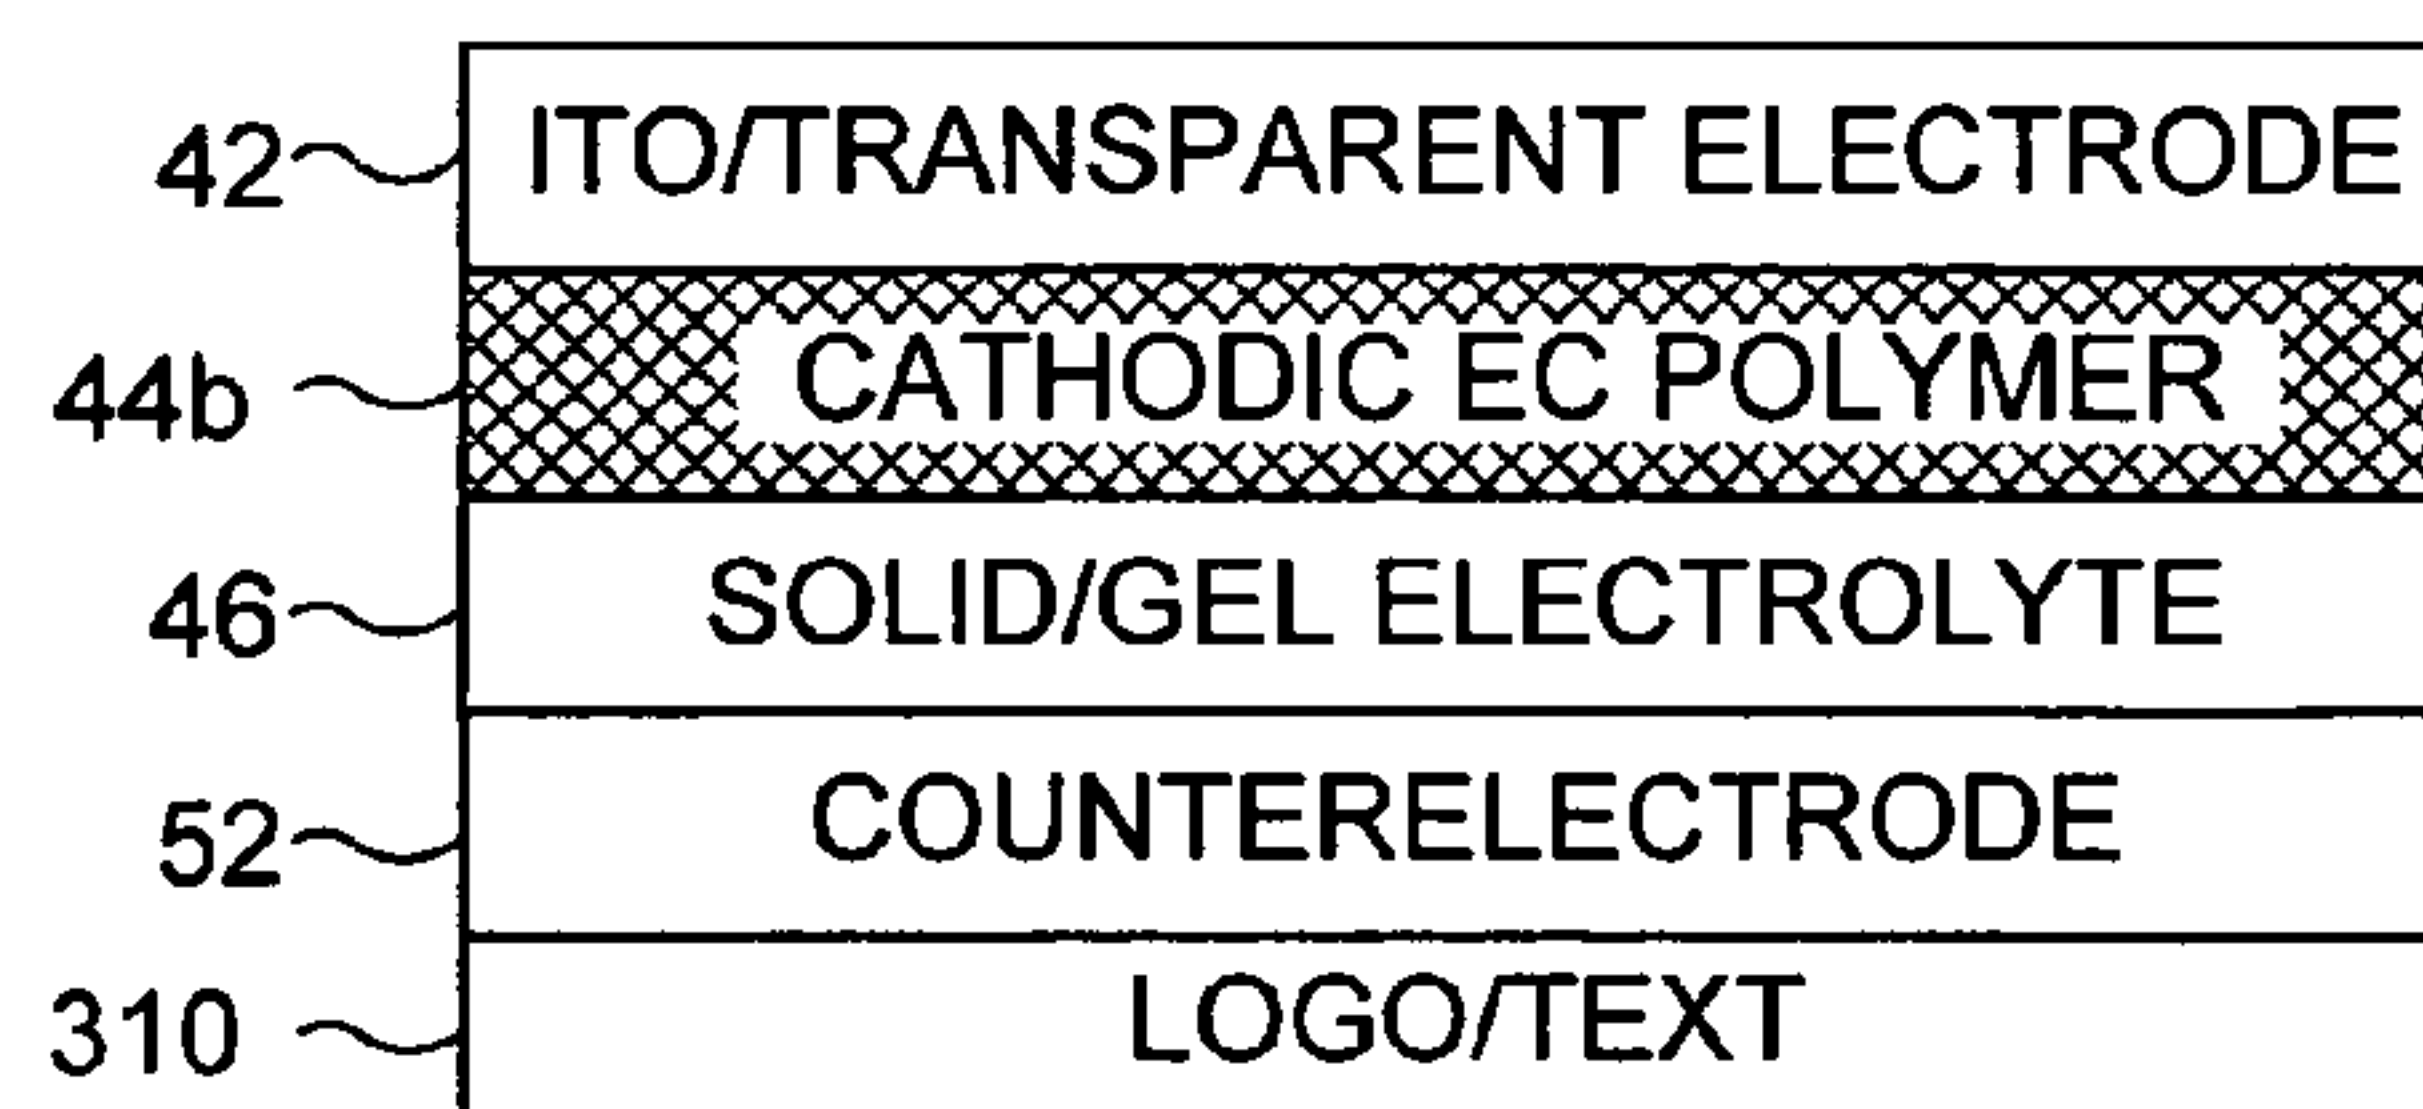 42 ITO/TRANSPARENT ELECTRODE
44b CATHODIC EC POLYMER
46 SOLID/GEL ELECTROLYTE
52 COUNTERELECTRODE
310 LOGO/TEXT